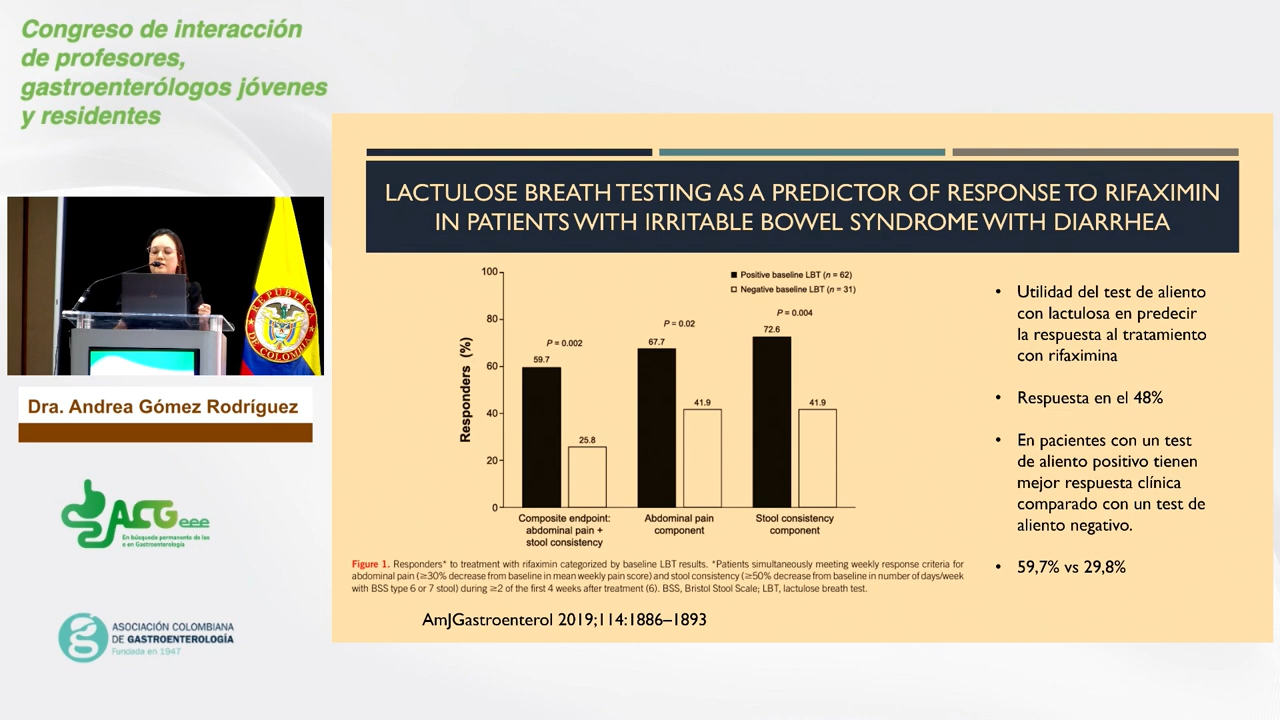 Congreso de interacción
de profesores,
gastroenterólogos jóvenes
y residentes
REPUBLICA
DE COLOMBIA
Dra. Andrea Gómez Rodríguez
ACGeee
En búsqueda permanente de las
e en Gastroenterología
ASOCIACIÓN COLOMBIANA
DE GASTROENTEROLOGÍA
Fundada en 1947
LACTULOSE BREATH TESTING AS A PREDICTOR OF RESPONSE TO RIFAXIMIN
IN PATIENTS WITH IRRITABLE BOWEL SYNDROME WITH DIARRHEA
Positive baseline LBT (n = 62)
Negative baseline LBT (n = 31)
Responders (%)
100
80
60
40
20
0
P = 0.002
59.7
25.8
P = 0.02
67.7
41.9
P = 0.004
72.6
41.9
Composite endpoint:
abdominal pain +
stool consistency
Abdominal pain
component
Stool consistency
component
Figure 1. Responders* to treatment with rifaximin categorized by baseline LBT results. *Patients simultaneously meeting weekly response criteria for
abdominal pain (≥30% decrease from baseline in mean weekly pain score) and stool consistency (≥50% decrease from baseline in number of days/week
with BSS type 6 or 7 stool) during ≥2 of the first 4 weeks after treatment (6). BSS, Bristol Stool Scale; LBT, lactulose breath test.
AmJGastroenterol 2019;114:1886–1893
• Utilidad del test de aliento
con lactulosa en predecir
la respuesta al tratamiento
con rifaximina
• Respuesta en el 48%
• En pacientes con un test
de aliento positivo tienen
mejor respuesta clínica
comparado con un test de
aliento negativo.
• 59,7% vs 29,8%